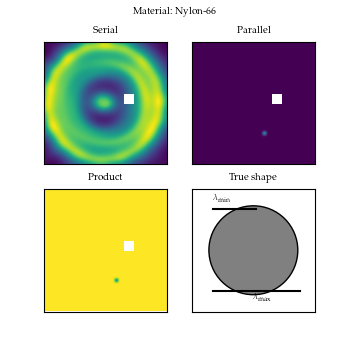 Material: Nylon-66
Serial
Parallel
Product
True shape
λmin
λmax